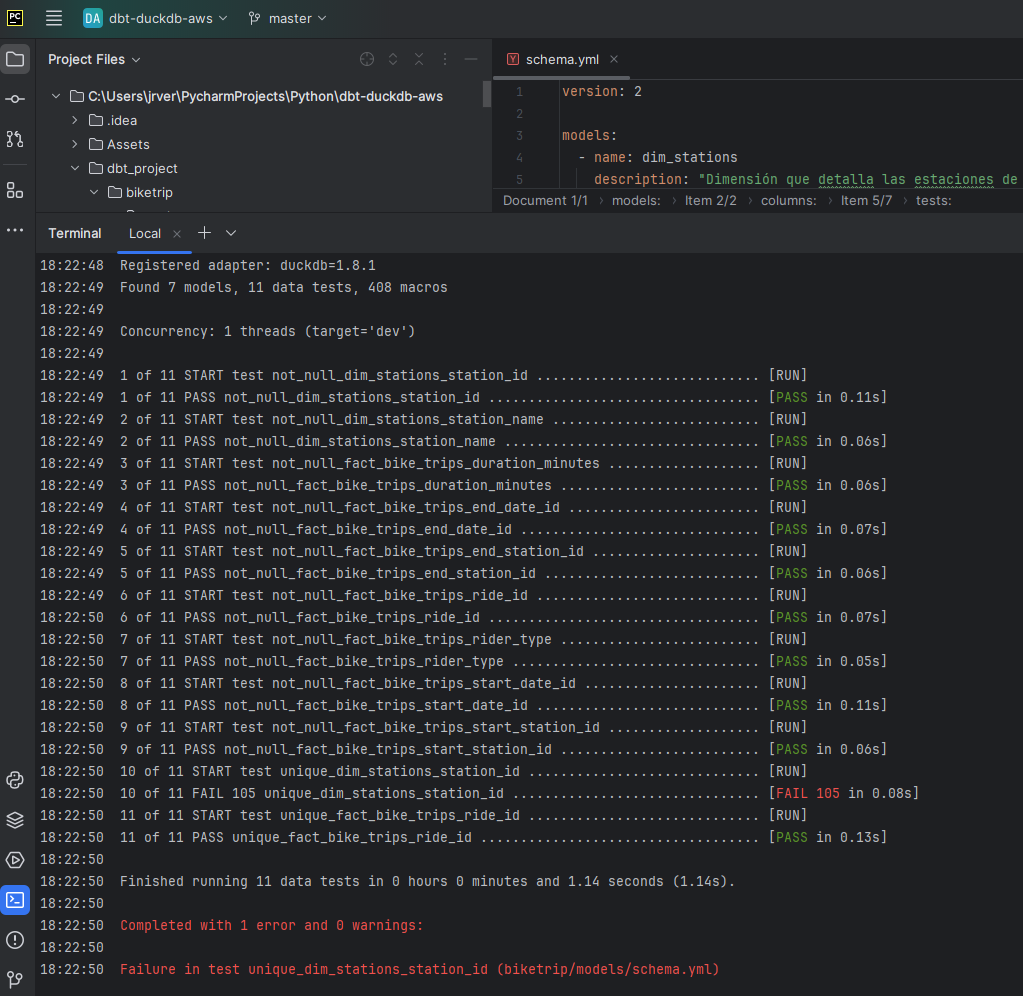 PC
DA dbt-duckdb-aws master
Project Files
C:\Users\jrver\PycharmProjects\Python\dbt-duckdb-aws
.idea
Assets
dbt_project
biketrip
Y schema.yml
1 version: 2
2
3 models:
4 - name: dim_stations
5 description: "Dimensión que detalla las estaciones de
Document 1/1 › models: › Item 2/2 › columns: › Item 5/7 › tests:
Terminal Local
18:22:48 Registered adapter: duckdb=1.8.1
18:22:49 Found 7 models, 11 data tests, 408 macros
18:22:49
18:22:49 Concurrency: 1 threads (target='dev')
18:22:49
18:22:49 1 of 11 START test not_null_dim_stations_station_id ............................ [RUN]
18:22:49 1 of 11 PASS not_null_dim_stations_station_id .................................. [PASS in 0.11s]
18:22:49 2 of 11 START test not_null_dim_stations_station_name .......................... [RUN]
18:22:49 2 of 11 PASS not_null_dim_stations_station_name ................................ [PASS in 0.06s]
18:22:49 3 of 11 START test not_null_fact_bike_trips_duration_minutes ................... [RUN]
18:22:49 3 of 11 PASS not_null_fact_bike_trips_duration_minutes ......................... [PASS in 0.06s]
18:22:49 4 of 11 START test not_null_fact_bike_trips_end_date_id ........................ [RUN]
18:22:49 4 of 11 PASS not_null_fact_bike_trips_end_date_id .............................. [PASS in 0.07s]
18:22:49 5 of 11 START test not_null_fact_bike_trips_end_station_id ..................... [RUN]
18:22:49 5 of 11 PASS not_null_fact_bike_trips_end_station_id ........................... [PASS in 0.06s]
18:22:49 6 of 11 START test not_null_fact_bike_trips_ride_id ............................ [RUN]
18:22:50 6 of 11 PASS not_null_fact_bike_trips_ride_id .................................. [PASS in 0.07s]
18:22:50 7 of 11 START test not_null_fact_bike_trips_rider_type ......................... [RUN]
18:22:50 7 of 11 PASS not_null_fact_bike_trips_rider_type ............................... [PASS in 0.05s]
18:22:50 8 of 11 START test not_null_fact_bike_trips_start_date_id ...................... [RUN]
18:22:50 8 of 11 PASS not_null_fact_bike_trips_start_date_id ............................ [PASS in 0.11s]
18:22:50 9 of 11 START test not_null_fact_bike_trips_start_station_id ................... [RUN]
18:22:50 9 of 11 PASS not_null_fact_bike_trips_start_station_id ......................... [PASS in 0.06s]
18:22:50 10 of 11 START test unique_dim_stations_station_id ............................. [RUN]
18:22:50 10 of 11 FAIL 105 unique_dim_stations_station_id ............................... [FAIL 105 in 0.08s]
18:22:50 11 of 11 START test unique_fact_bike_trips_ride_id ............................. [RUN]
18:22:50 11 of 11 PASS unique_fact_bike_trips_ride_id ................................... [PASS in 0.13s]
18:22:50
18:22:50 Finished running 11 data tests in 0 hours 0 minutes and 1.14 seconds (1.14s).
18:22:50
18:22:50 Completed with 1 error and 0 warnings:
18:22:50
18:22:50 Failure in test unique_dim_stations_station_id (biketrip/models/schema.yml)